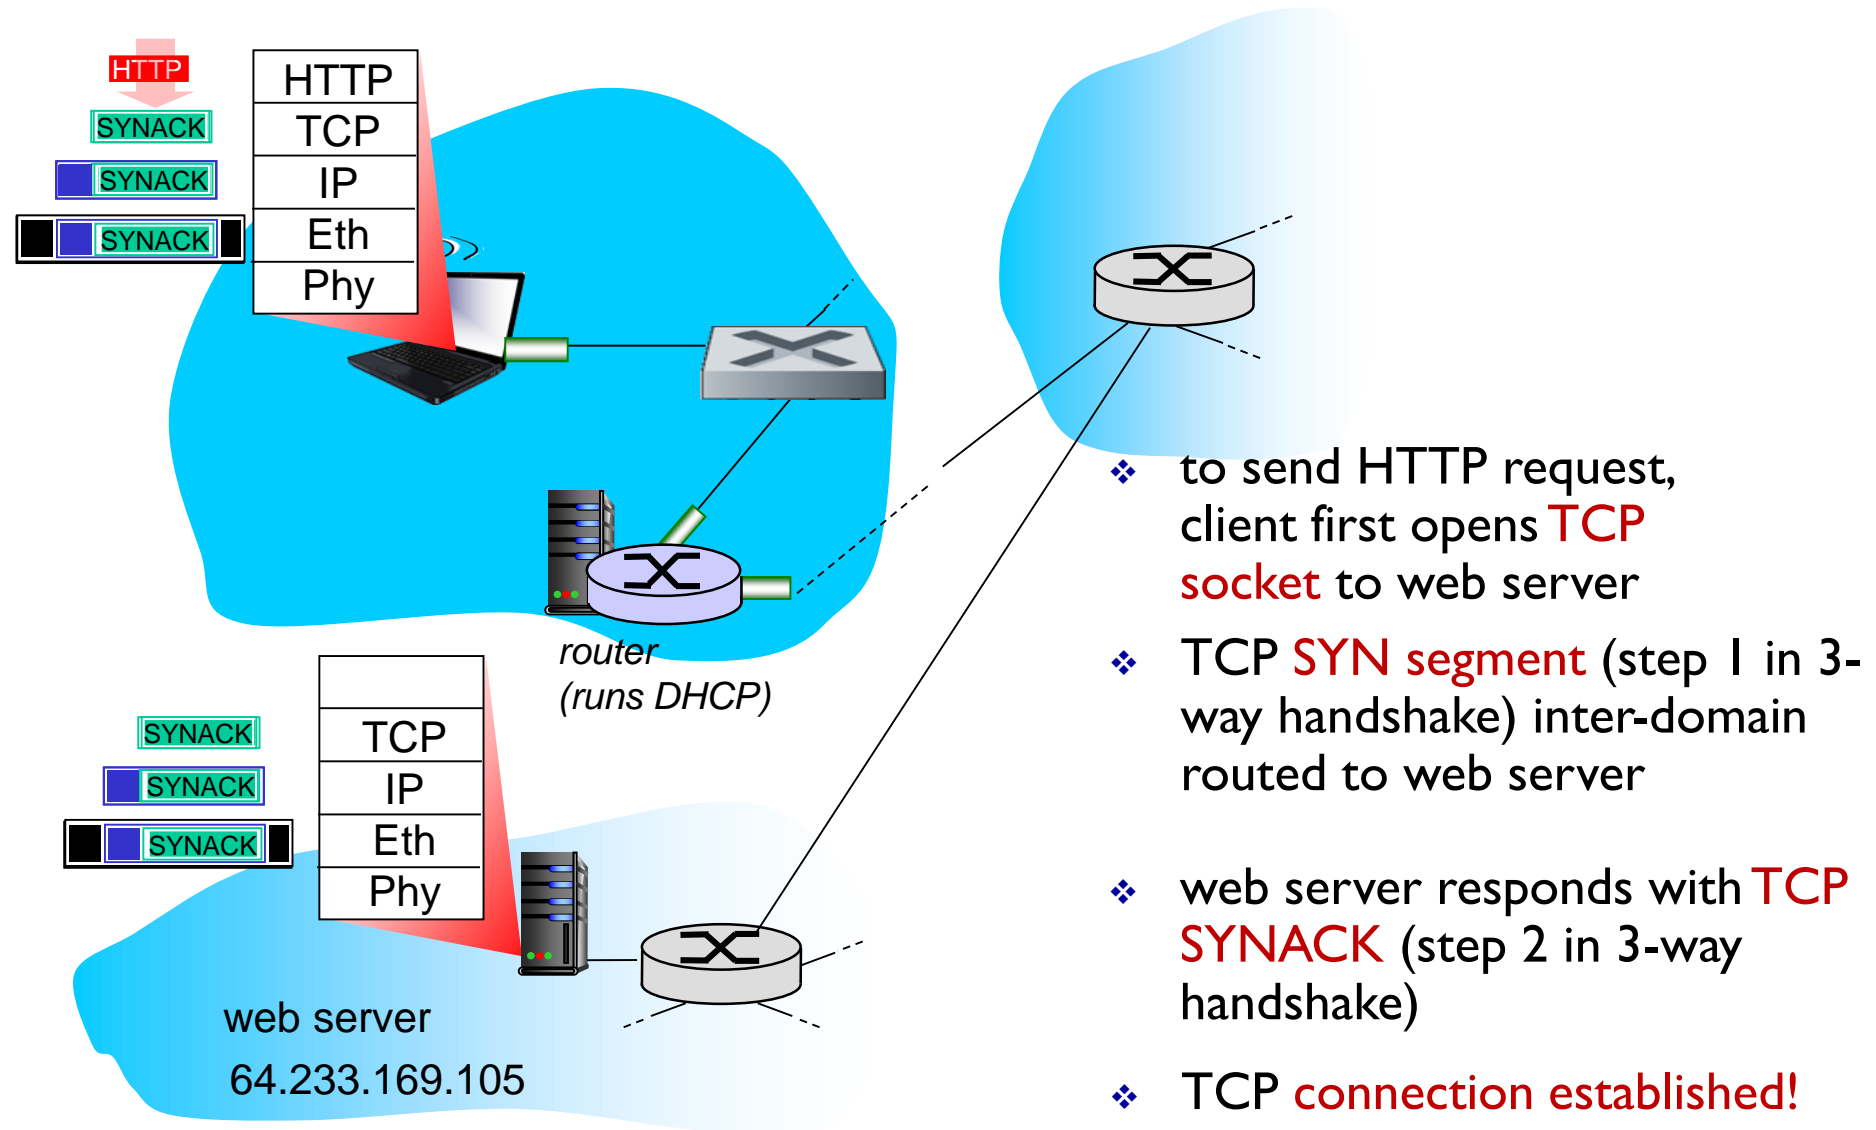 HTTP
SYNACK
SYNACK
SYNACK
HTTP
TCP
IP
Eth
Phy
router
(runs DHCP)
SYNACK
SYNACK
SYNACK
TCP
IP
Eth
Phy
web server
64.233.169.105
❖ to send HTTP request,
client first opens TCP
socket to web server
❖ TCP SYN segment (step 1 in 3-
way handshake) inter-domain
routed to web server
❖ web server responds with TCP
SYNACK (step 2 in 3-way
handshake)
❖ TCP connection established!